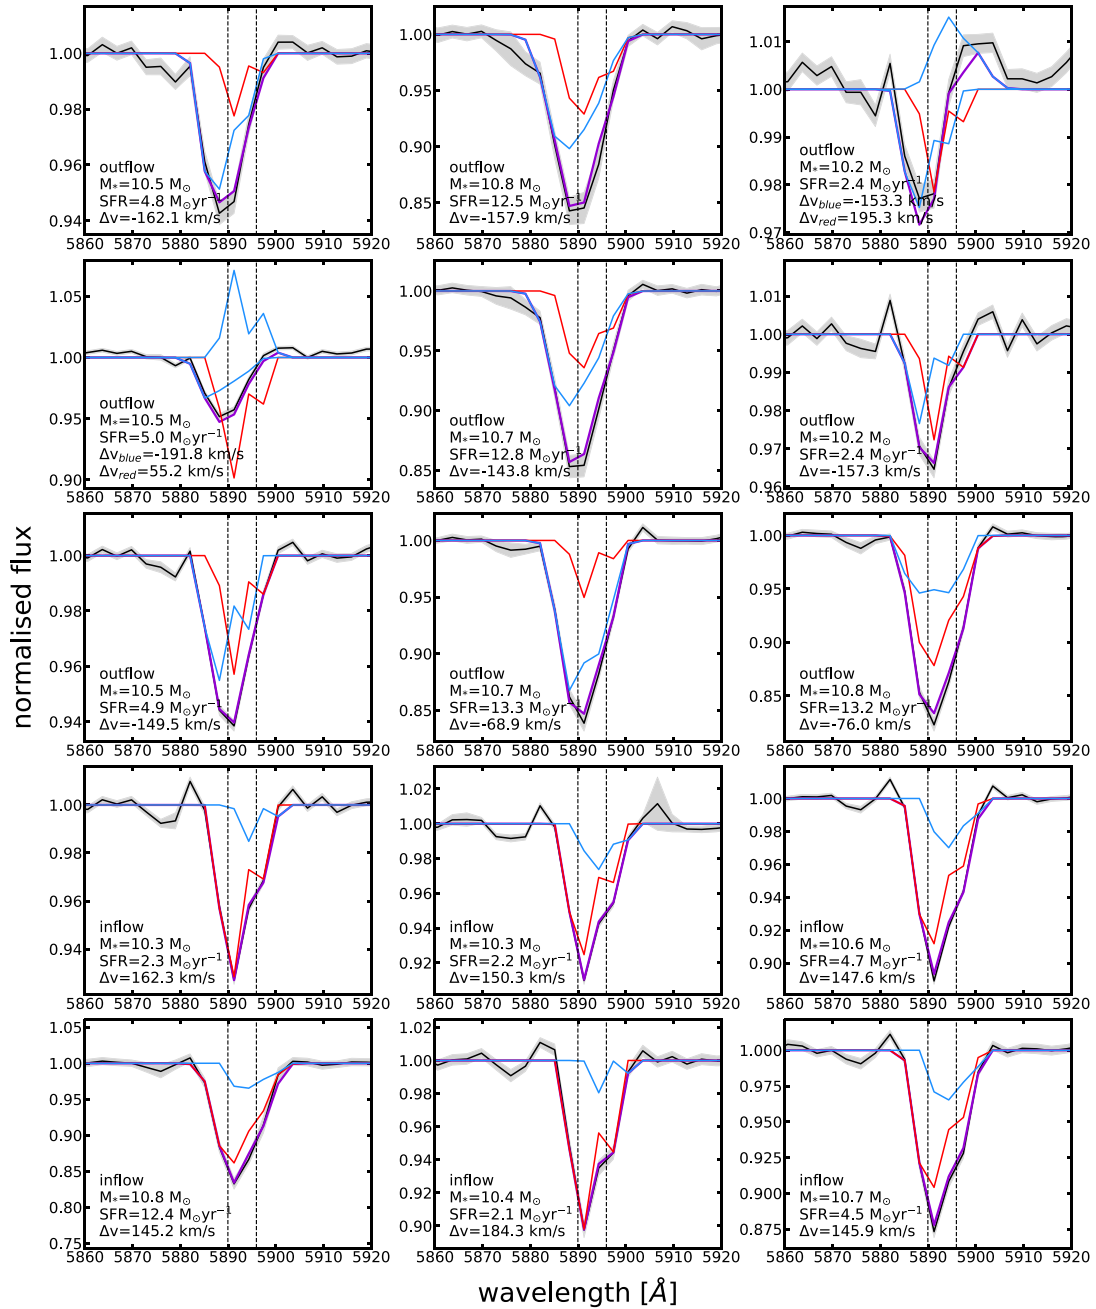 normalised flux
1.00
0.98
0.96
0.94
outflow
M*=10.5 M⊙
SFR=4.8 M⊙yr⁻¹
Δv=-162.1 km/s
5860 5870 5880 5890 5900 5910 5920
1.00
0.95
0.90
0.85
outflow
M*=10.8 M⊙
SFR=12.5 M⊙yr⁻¹
Δv=-157.9 km/s
5860 5870 5880 5890 5900 5910 5920
1.01
1.00
0.99
0.98
0.97
outflow
M*=10.2 M⊙
SFR=2.4 M⊙yr⁻¹
Δv_blue=-153.3 km/s
Δv_red=195.3 km/s
5860 5870 5880 5890 5900 5910 5920
1.05
1.00
0.95
0.90
outflow
M*=10.5 M⊙
SFR=5.0 M⊙yr⁻¹
Δv_blue=-191.8 km/s
Δv_red=55.2 km/s
5860 5870 5880 5890 5900 5910 5920
1.00
0.95
0.90
0.85
outflow
M*=10.7 M⊙
SFR=12.8 M⊙yr⁻¹
Δv=-143.8 km/s
5860 5870 5880 5890 5900 5910 5920
1.01
1.00
0.99
0.98
0.97
0.96
outflow
M*=10.2 M⊙
SFR=2.4 M⊙yr⁻¹
Δv=-157.3 km/s
5860 5870 5880 5890 5900 5910 5920
1.00
0.98
0.96
0.94
outflow
M*=10.5 M⊙
SFR=4.9 M⊙yr⁻¹
Δv=-149.5 km/s
5860 5870 5880 5890 5900 5910 5920
1.00
0.95
0.90
0.85
outflow
M*=10.7 M⊙
SFR=13.3 M⊙yr⁻¹
Δv=-68.9 km/s
5860 5870 5880 5890 5900 5910 5920
1.00
0.95
0.90
0.85
outflow
M*=10.8 M⊙
SFR=13.2 M⊙yr⁻¹
Δv=-76.0 km/s
5860 5870 5880 5890 5900 5910 5920
1.00
0.98
0.96
0.94
inflow
M*=10.3 M⊙
SFR=2.3 M⊙yr⁻¹
Δv=162.3 km/s
5860 5870 5880 5890 5900 5910 5920
1.02
1.00
0.98
0.96
0.94
0.92
inflow
M*=10.3 M⊙
SFR=2.2 M⊙yr⁻¹
Δv=150.3 km/s
5860 5870 5880 5890 5900 5910 5920
1.00
0.98
0.96
0.94
0.92
0.90
inflow
M*=10.6 M⊙
SFR=4.7 M⊙yr⁻¹
Δv=147.6 km/s
5860 5870 5880 5890 5900 5910 5920
1.05
1.00
0.95
0.90
0.85
0.80
0.75
inflow
M*=10.8 M⊙
SFR=12.4 M⊙yr⁻¹
Δv=145.2 km/s
5860 5870 5880 5890 5900 5910 5920
1.02
1.00
0.98
0.96
0.94
0.92
0.90
inflow
M*=10.4 M⊙
SFR=2.1 M⊙yr⁻¹
Δv=184.3 km/s
5860 5870 5880 5890 5900 5910 5920
1.000
0.975
0.950
0.925
0.900
0.875
inflow
M*=10.7 M⊙
SFR=4.5 M⊙yr⁻¹
Δv=145.9 km/s
5860 5870 5880 5890 5900 5910 5920
wavelength [Å]